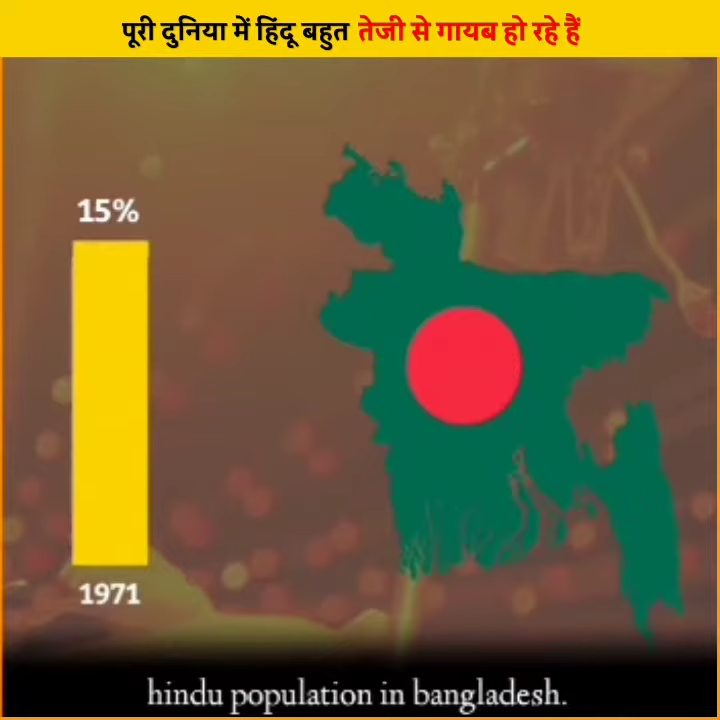 पूरी दुनिया में हिंदू बहुत तेजी से गायब हो रहे हैं
15%
1971
hindu population in bangladesh.